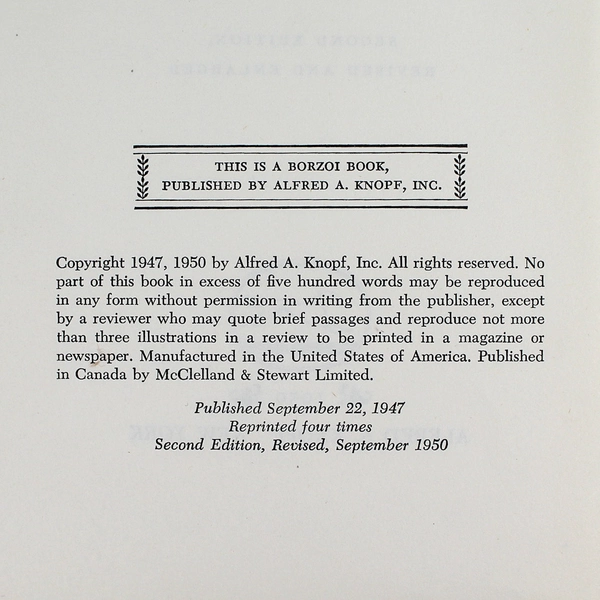 THIS IS A BORZOI BOOK,
PUBLISHED BY ALFRED A. KNOPF, INC.
Copyright 1947, 1950 by Alfred A. Knopf, Inc. All rights reserved. No
part of this book in excess of five hundred words may be reproduced
in any form without permission in writing from the publisher, except
by a reviewer who may quote brief passages and reproduce not more
than three illustrations in a review to be printed in a magazine or
newspaper. Manufactured in the United States of America. Published
in Canada by McClelland & Stewart Limited.
Published September 22, 1947
Reprinted four times
Second Edition, Revised, September 1950